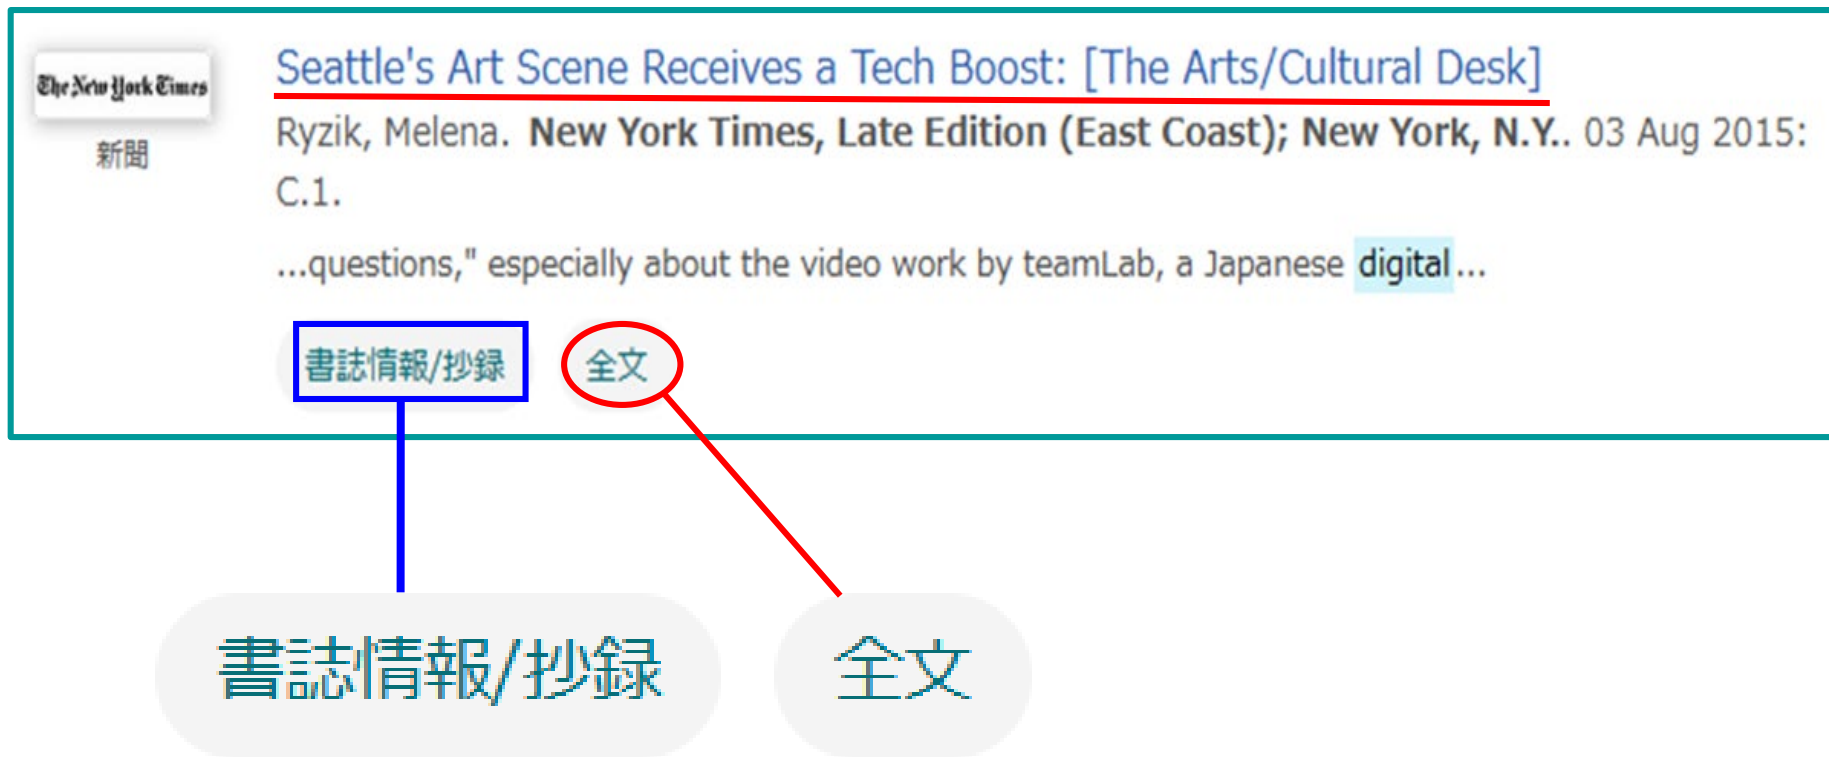 The New York Times
新聞
Seattle's Art Scene Receives a Tech Boost: [The Arts/Cultural Desk]
Ryzik, Melena. New York Times, Late Edition (East Coast); New York, N.Y.. 03 Aug 2015:
C.1.
...questions," especially about the video work by teamLab, a Japanese digital...
書誌情報/抄録
全文
書誌情報/抄録
全文